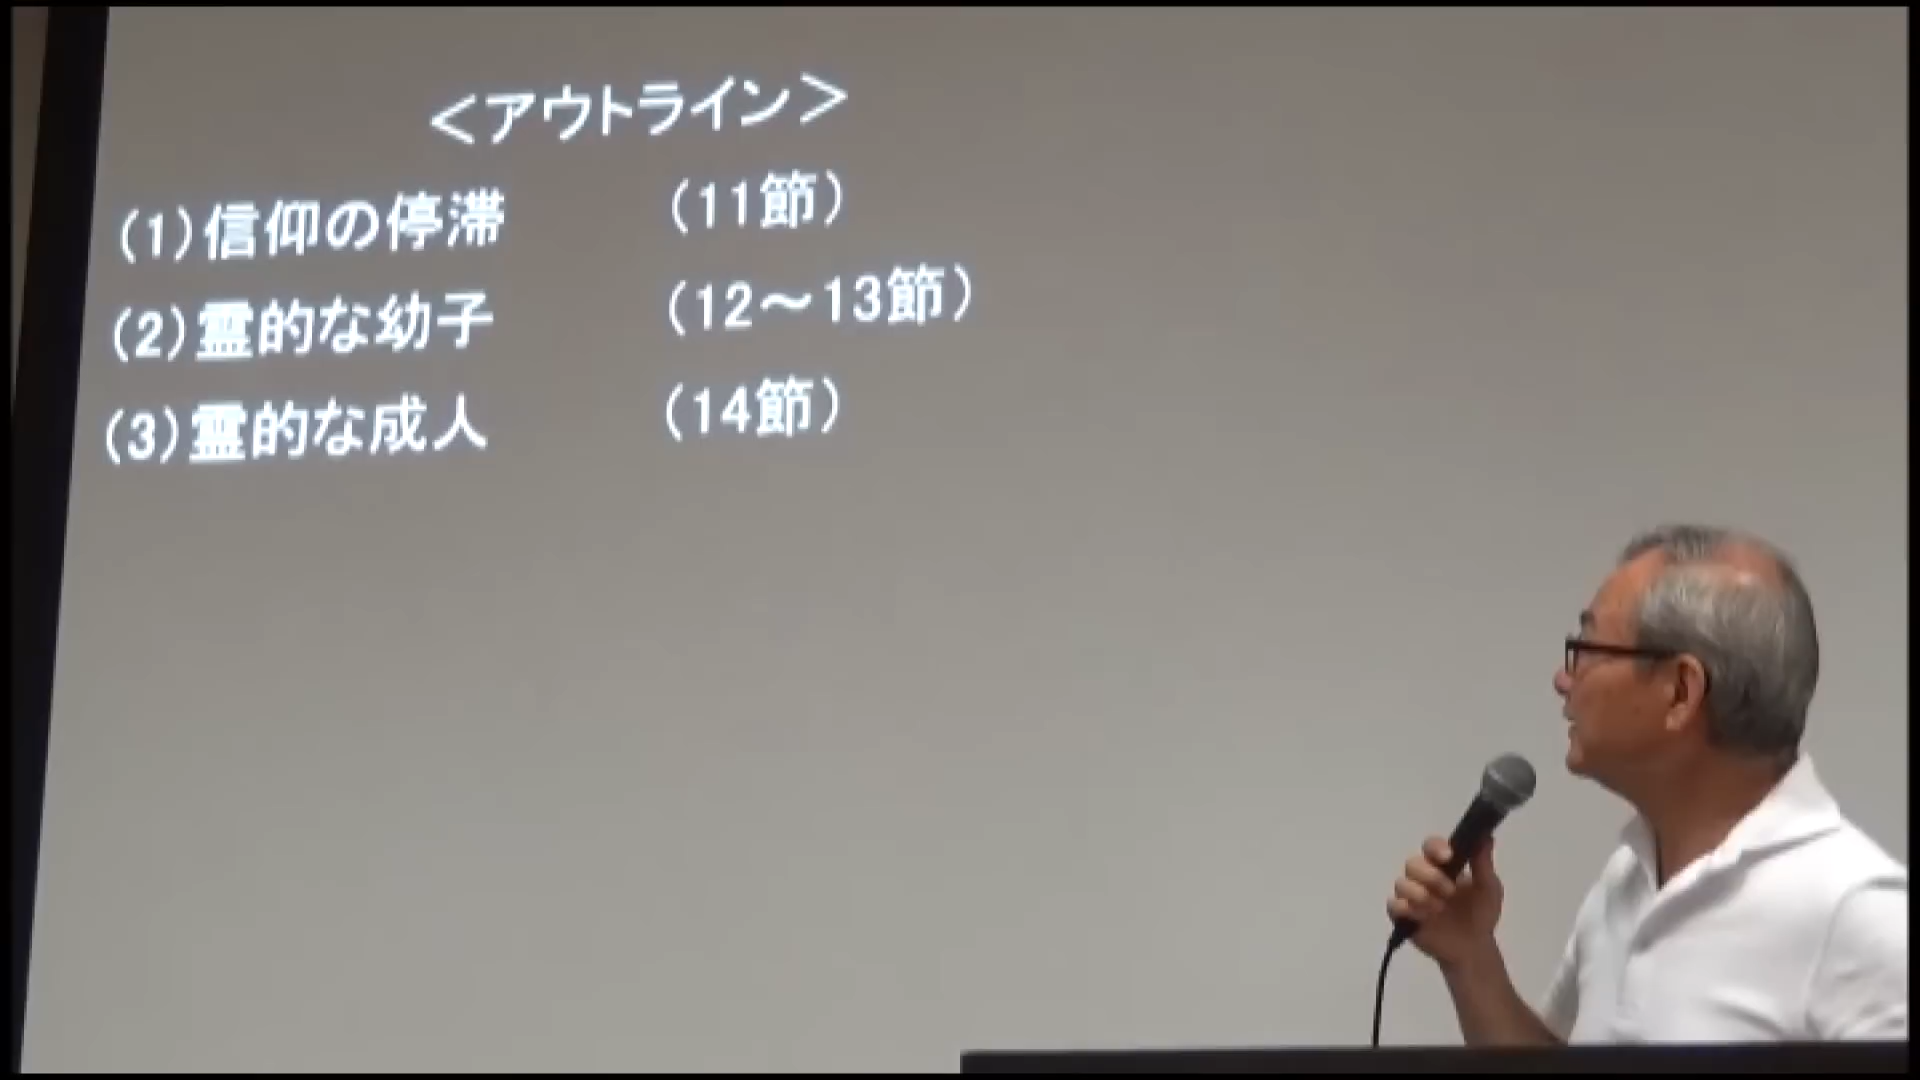 ＜アウトライン＞
(1)信仰の停滞 （11節）
(2)霊的な幼子 （12～13節）
(3)霊的な成人 （14節）